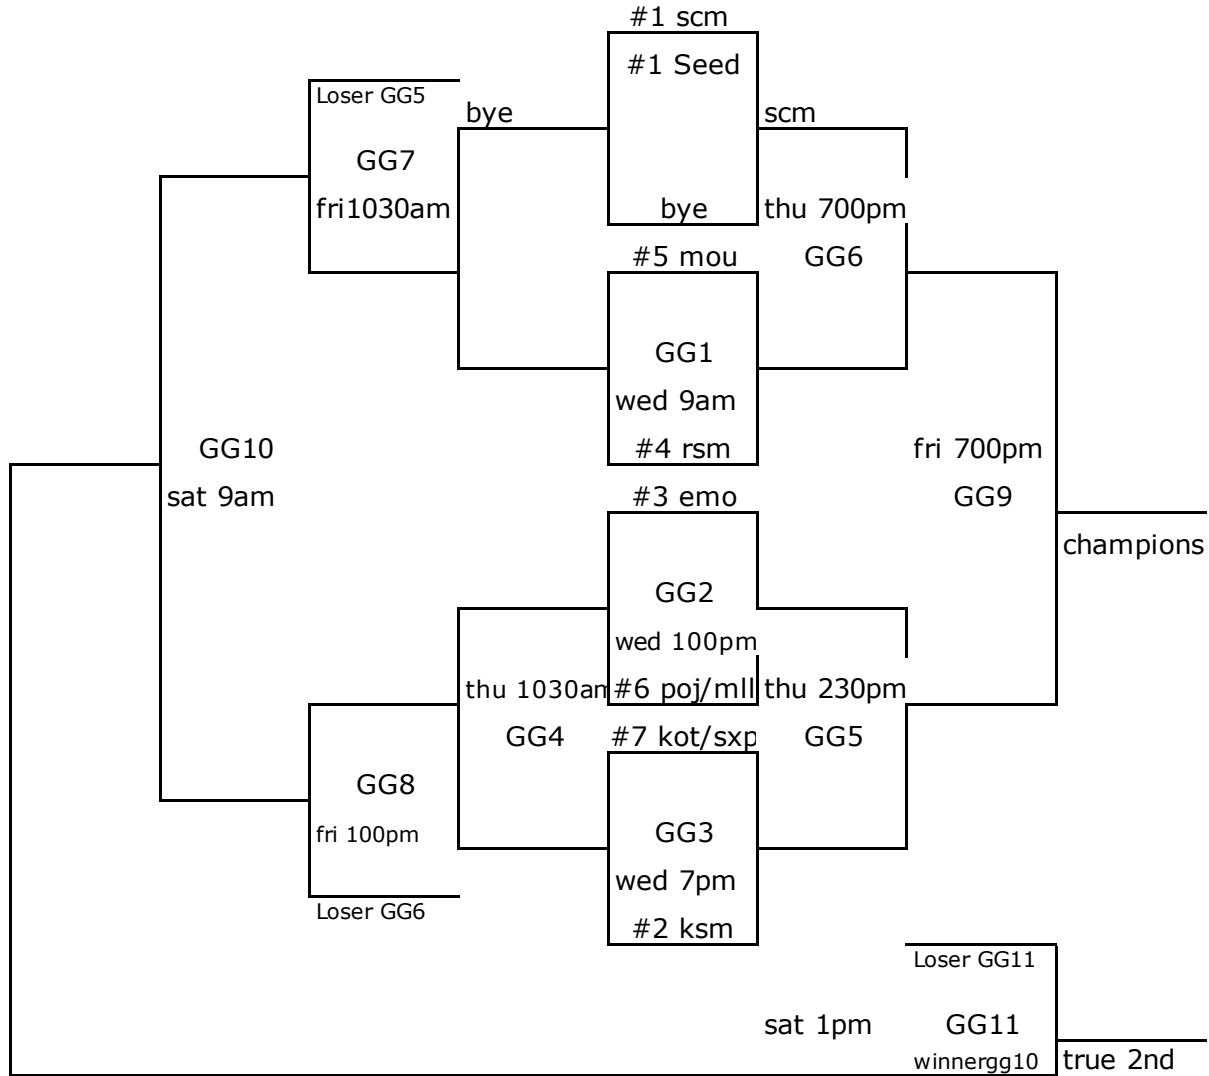 #1 scm
#1 Seed
Loser GG5
bye
scm
GG7
fri1030am
bye
thu 700pm
#5 mou
GG6
GG1
wed 9am
GG10
#4 rsm
fri 700pm
sat 9am
#3 emo
GG9
champions
GG2
wed 100pm
thu 1030am
#6 poj/mll
thu 230pm
GG4
#7 kot/sxp
GG5
GG8
fri 100pm
GG3
wed 7pm
Loser GG6
#2 ksm
Loser GG11
sat 1pm
GG11
winnergg10
true 2nd